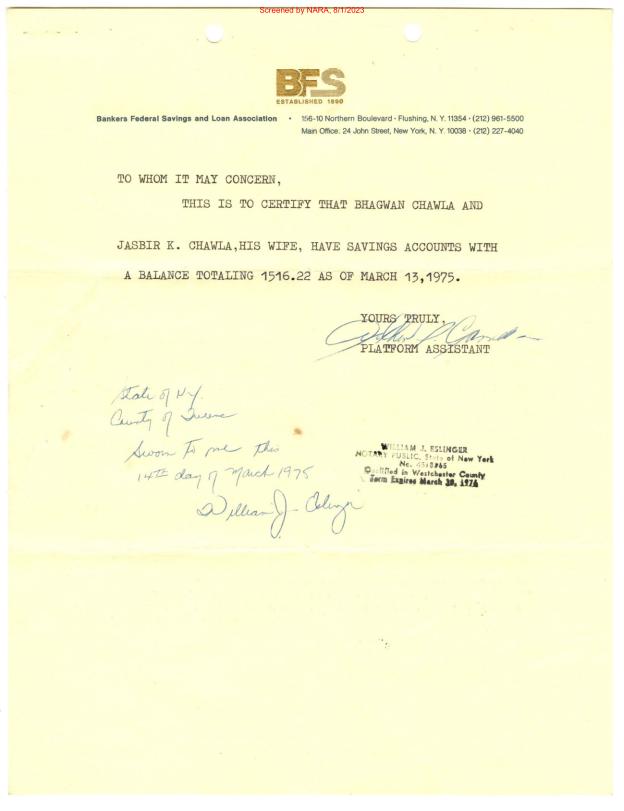 Screened by NARA, 8/1/2023
BFS
ESTABLISHED 1890
Bankers Federal Savings and Loan Association • 156-10 Northern Boulevard • Flushing, N. Y. 11354 • (212) 961-5500
Main Office: 24 John Street, New York, N. Y. 10038 • (212) 227-4040
TO WHOM IT MAY CONCERN,
THIS IS TO CERTIFY THAT BHAGWAN CHAWLA AND
JASBIR K. CHAWLA,HIS WIFE, HAVE SAVINGS ACCOUNTS WITH
A BALANCE TOTALING 1516.22 AS OF MARCH 13,1975.
YOURS TRULY,
PLATFORM ASSISTANT
State of NY.
County of
Sworn to me this
14TH day of March 1975
William J. Eslinger
WILLIAM J. ESLINGER
NOTARY PUBLIC, State of New York
No.
Qualified in Westchester County
Term Expires March 30, 1976